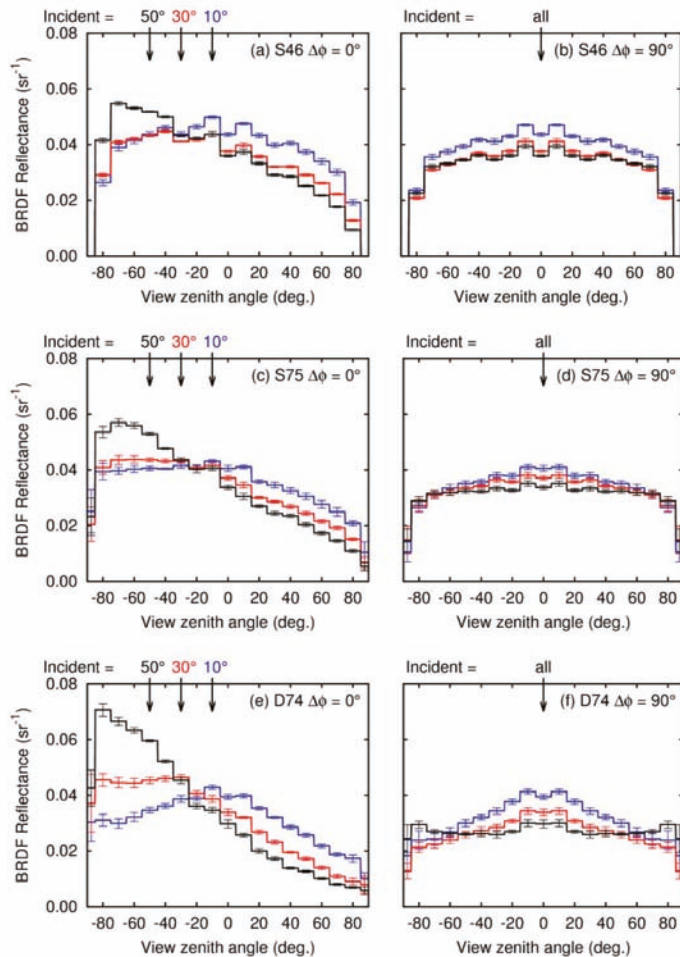 Incident = 50° 30° 10°
Incident = all
(a) S46 Δϕ = 0°
(b) S46 Δϕ = 90°
BRDF Reflectance (sr-1)
0.08
0.06
0.04
0.02
0.00
-80 -60 -40 -20 0 20 40 60 80
-80 -60 -40 -20 0 20 40 60 80
View zenith angle (deg.)
View zenith angle (deg.)
Incident = 50° 30° 10°
Incident = all
(c) S75 Δϕ = 0°
(d) S75 Δϕ = 90°
BRDF Reflectance (sr-1)
0.08
0.06
0.04
0.02
0.00
-80 -60 -40 -20 0 20 40 60 80
-80 -60 -40 -20 0 20 40 60 80
View zenith angle (deg.)
View zenith angle (deg.)
Incident = 50° 30° 10°
Incident = all
(e) D74 Δϕ = 0°
(f) D74 Δϕ = 90°
BRDF Reflectance (sr-1)
0.08
0.06
0.04
0.02
0.00
-80 -60 -40 -20 0 20 40 60 80
-80 -60 -40 -20 0 20 40 60 80
View zenith angle (deg.)
View zenith angle (deg.)